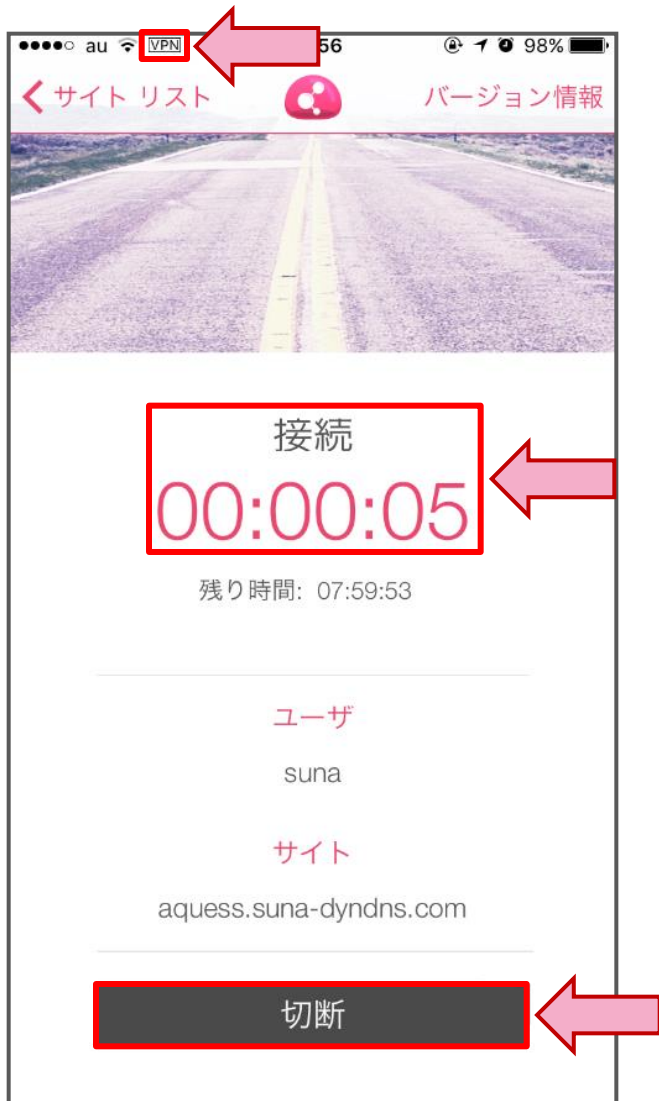 au VPN 56 98%
サイト リスト バージョン情報
接続
00:00:05
残り時間: 07:59:53
ユーザ
suna
サイト
aquess.suna-dyndns.com
切断